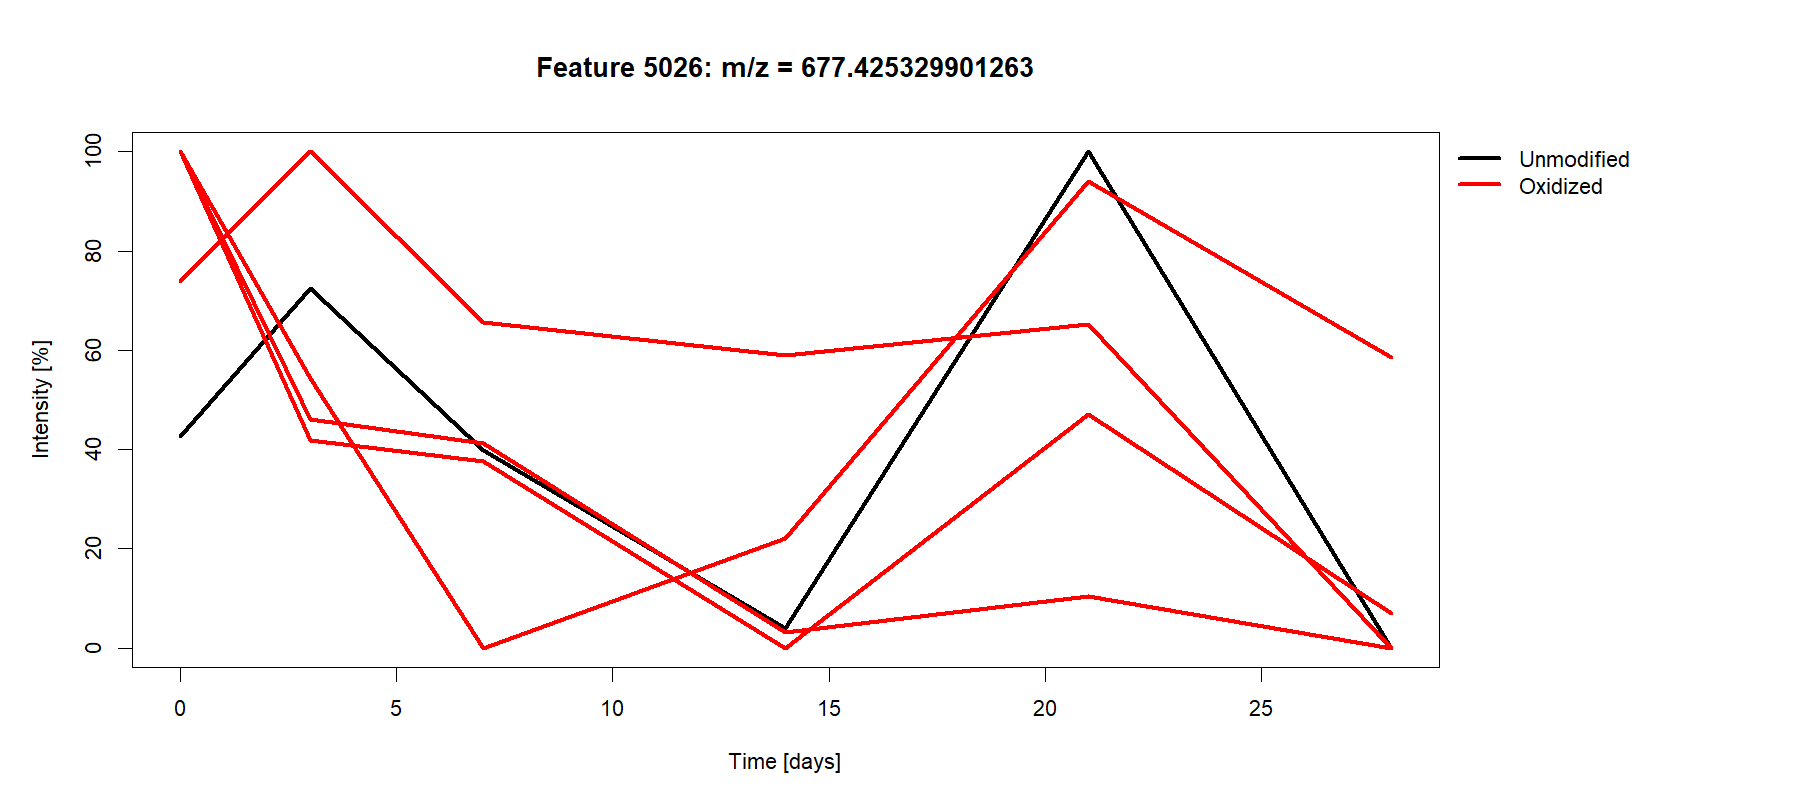 Feature 5026: m/z = 677.425329901263
Unmodified
Oxidized
Intensity [%]
100
80
60
40
20
0
0 5 10 15 20 25
Time [days]